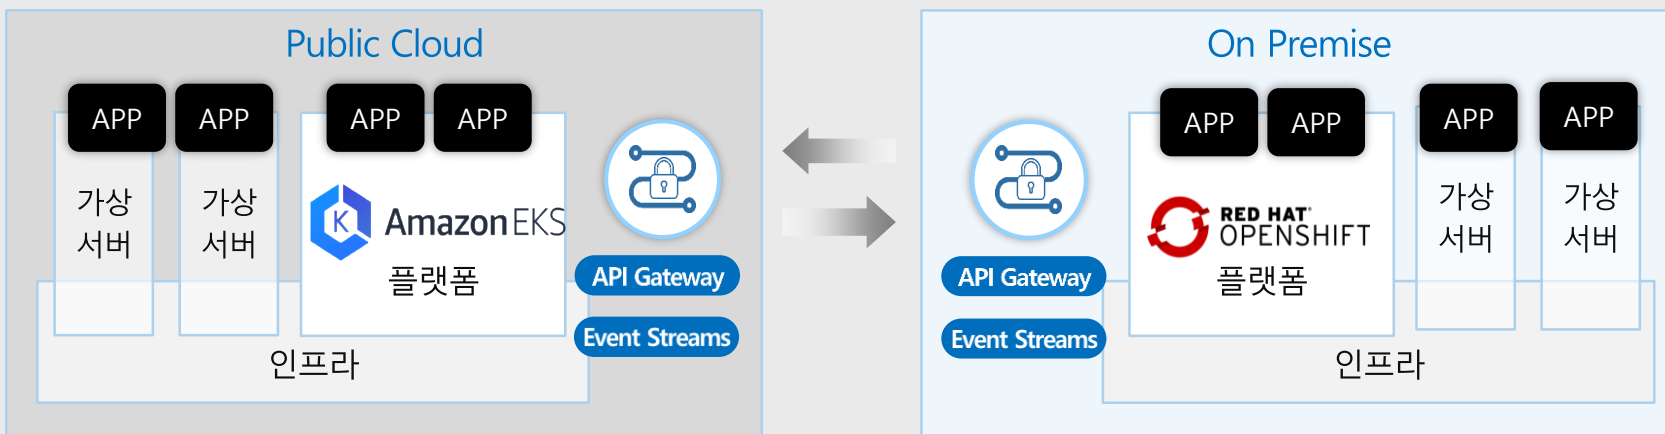 Public Cloud
APP
APP
APP
APP
가상
서버
가상
서버
K
Amazon EKS
플랫폼
API Gateway
Event Streams
인프라
On Premise
APP
APP
APP
APP
RED HAT®
OPENSHIFT
플랫폼
가상
서버
가상
서버
API Gateway
Event Streams
인프라